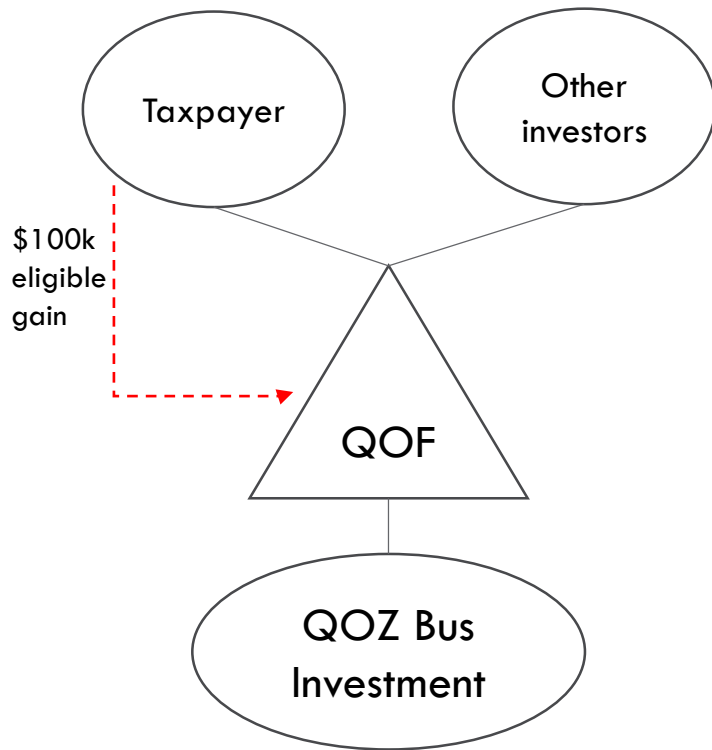 Taxpayer
Other
investors
$100k
eligible
gain
QOF
QOZ Bus
Investment